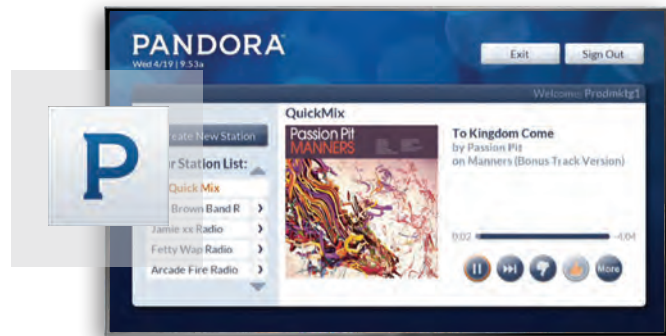 PANDORA
Wed 4/19 | 9:53a
Exit
Sign Out
Welcome: Prodmktg1
QuickMix
Create New Station
Station List:
Quick Mix
Brown Band R
Jamie xx Radio
Fetty Wap Radio
Arcade Fire Radio
P
Passion Pit
MANNERS
To Kingdom Come
by Passion Pit
on Manners (Bonus Track Version)
0:02
-4:04
More